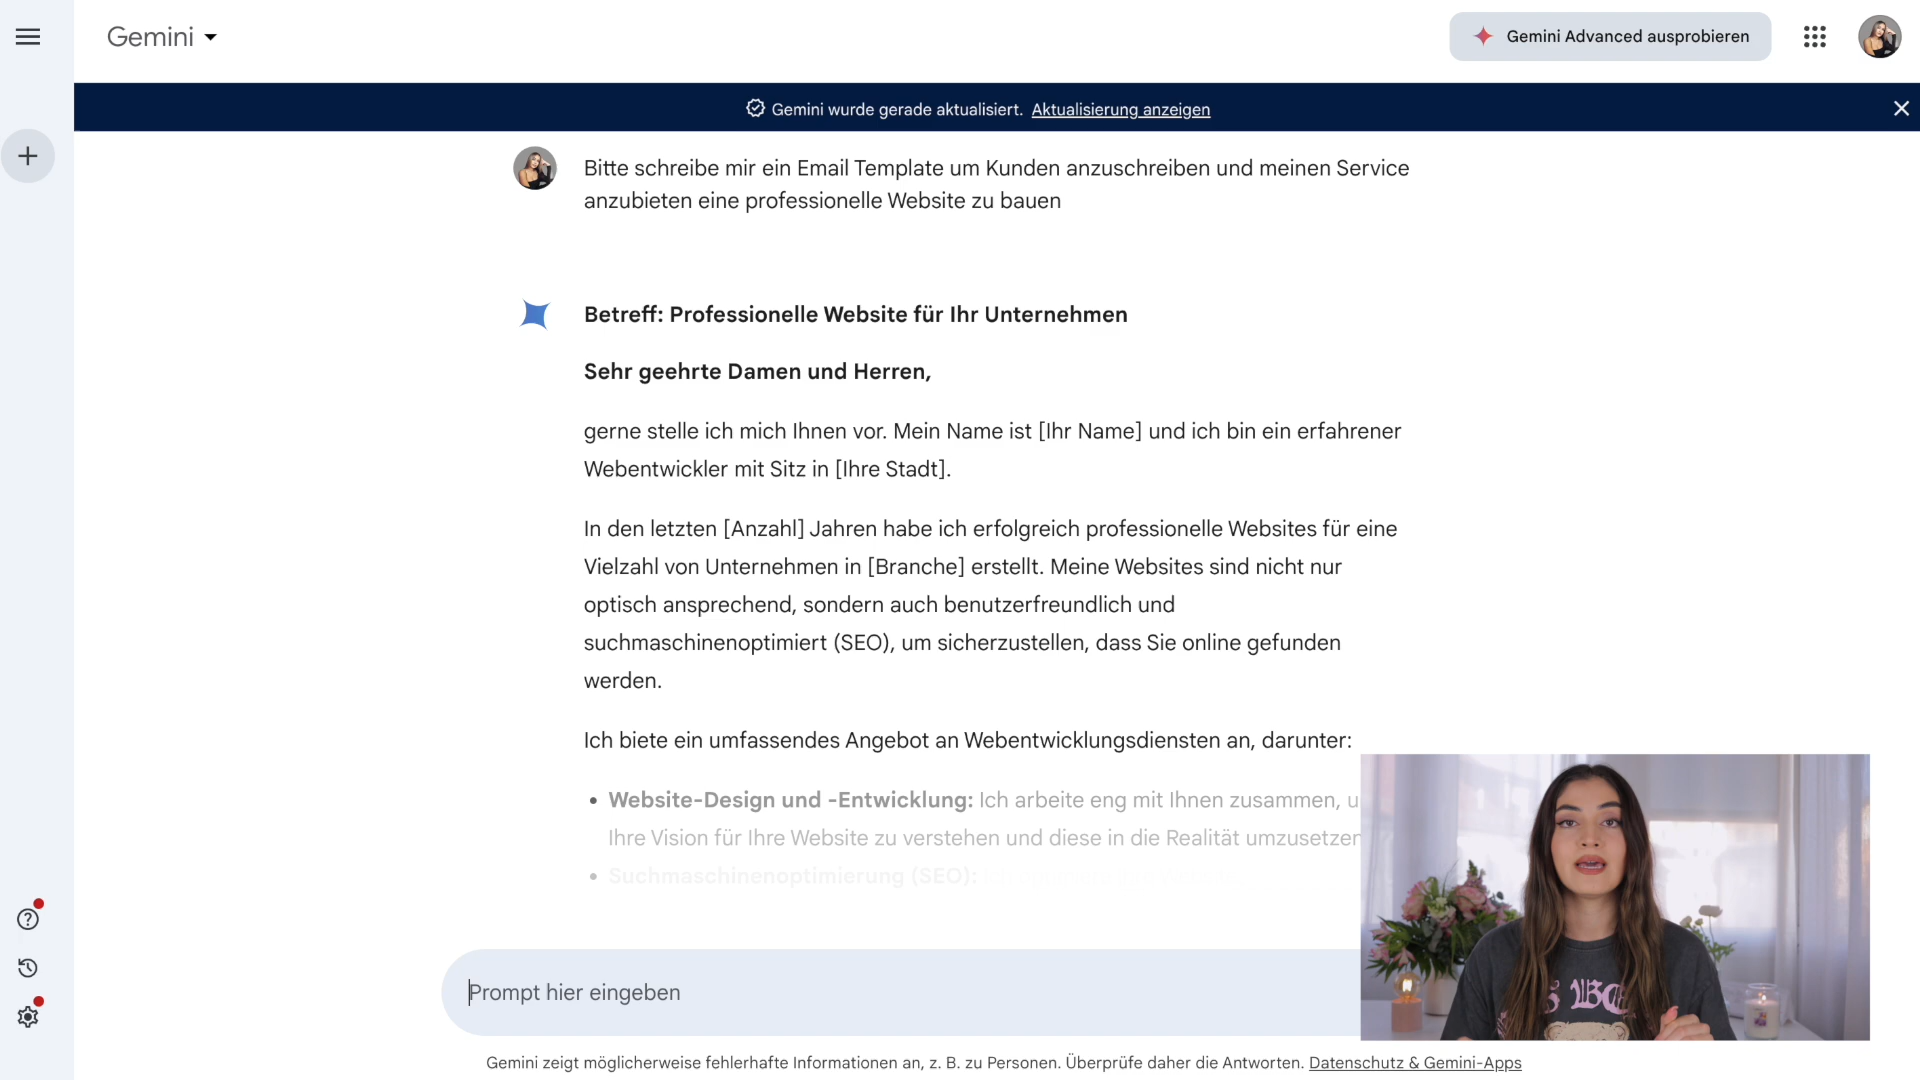 Gemini
Gemini Advanced ausprobieren
Gemini wurde gerade aktualisiert. Aktualisierung anzeigen
Bitte schreibe mir ein Email Template um Kunden anzuschreiben und meinen Service
anzubieten eine professionelle Website zu bauen
Betreff: Professionelle Website für Ihr Unternehmen
Sehr geehrte Damen und Herren,
gerne stelle ich mich Ihnen vor. Mein Name ist [Ihr Name] und ich bin ein erfahrener
Webentwickler mit Sitz in [Ihre Stadt].
In den letzten [Anzahl] Jahren habe ich erfolgreich professionelle Websites für eine
Vielzahl von Unternehmen in [Branche] erstellt. Meine Websites sind nicht nur
optisch ansprechend, sondern auch benutzerfreundlich und
suchmaschinenoptimiert (SEO), um sicherzustellen, dass Sie online gefunden
werden.
Ich biete ein umfassendes Angebot an Webentwicklungsdiensten an, darunter:
• Website-Design und -Entwicklung: Ich arbeite eng mit Ihnen zusammen, u
Ihre Vision für Ihre Website zu verstehen und diese in die Realität umzusetzen
• Suchmaschinenoptimierung (SEO):
Prompt hier eingeben
Gemini zeigt möglicherweise fehlerhafte Informationen an, z. B. zu Personen. Überprüfe daher die Antworten. Datenschutz & Gemini-Apps